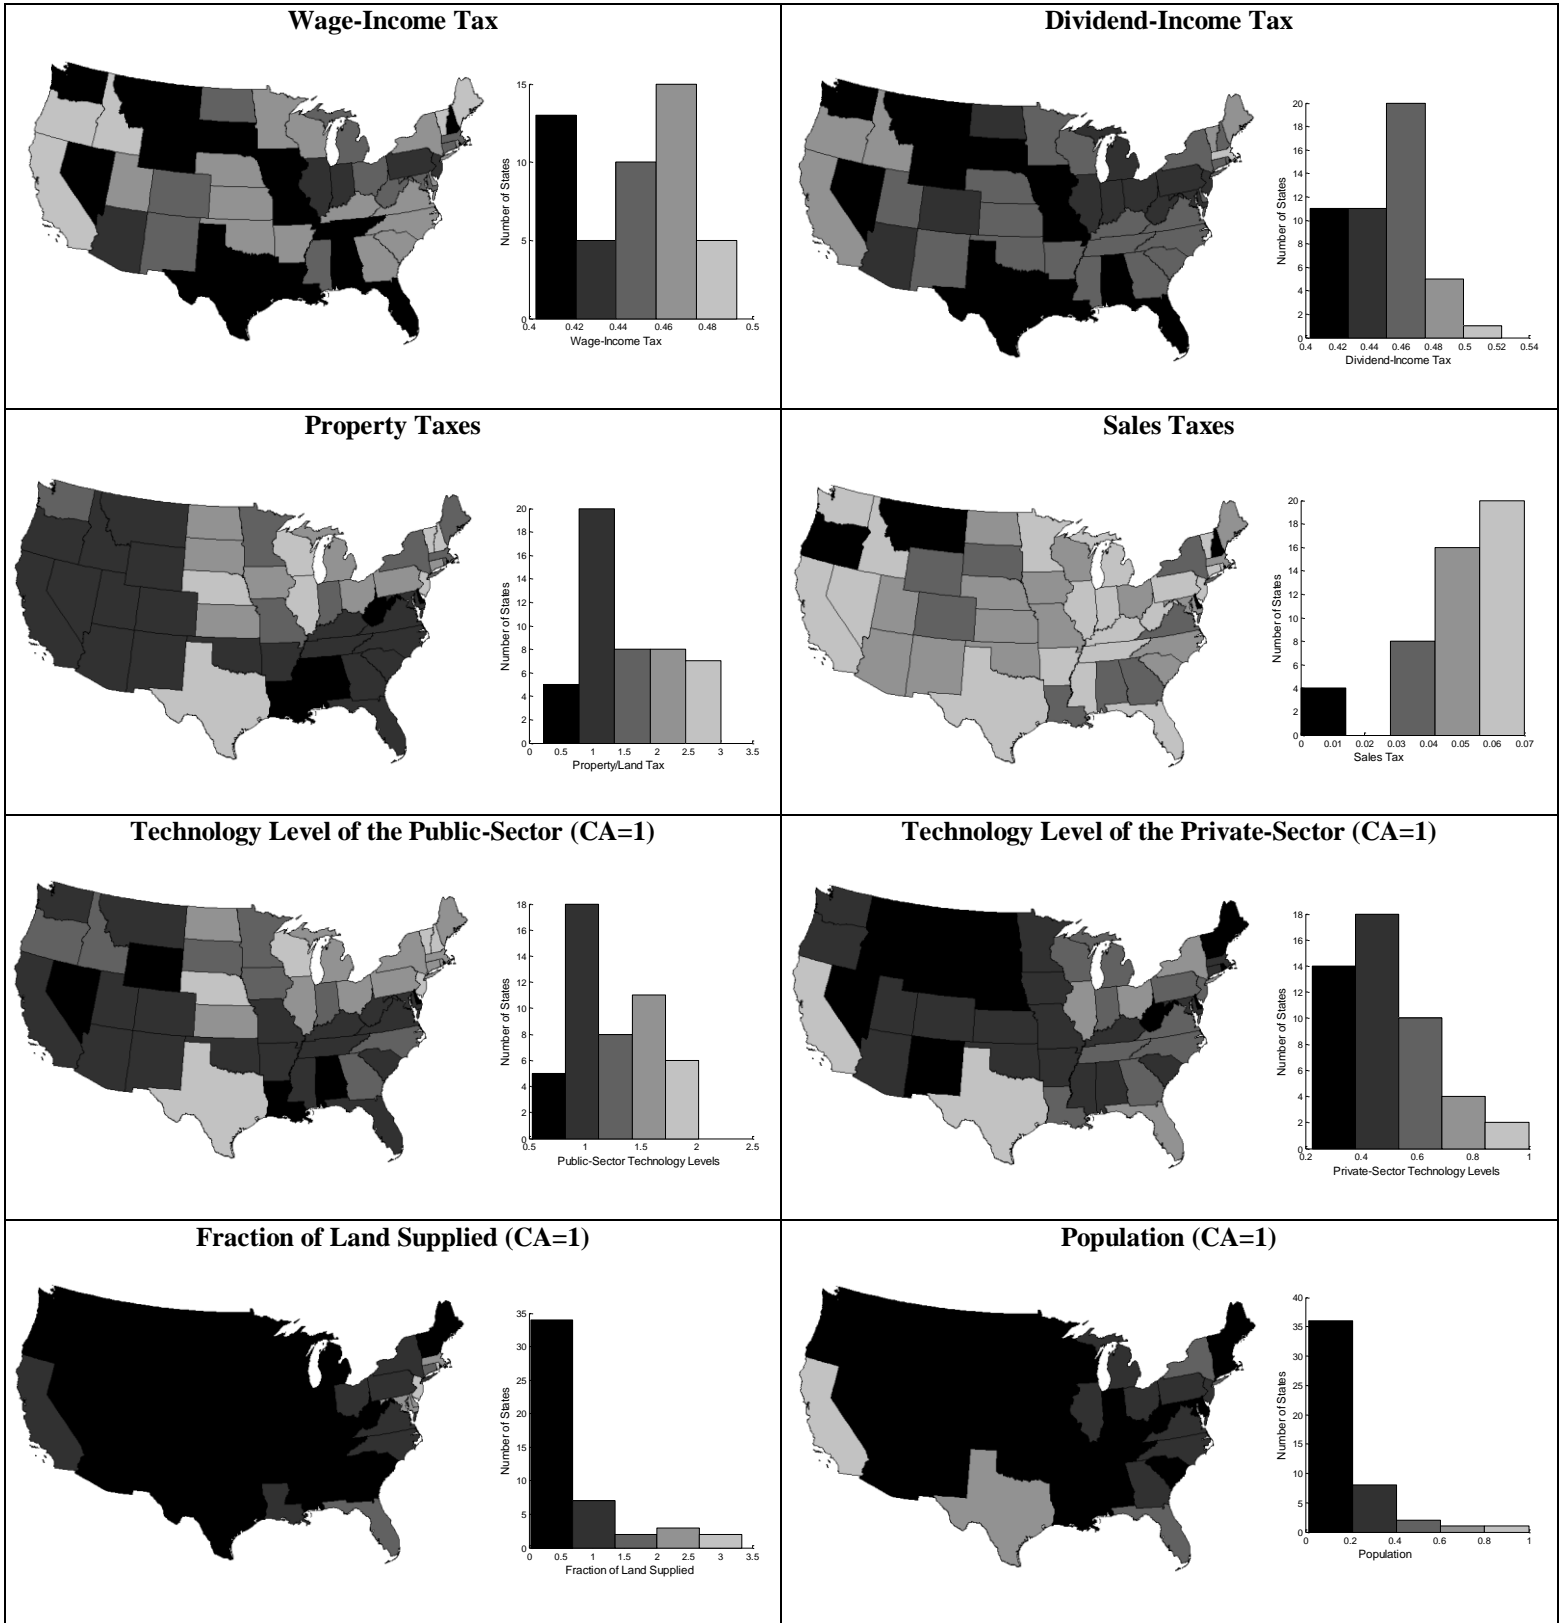 Wage-Income Tax
Number of States
15
10
5
0
0.4 0.42 0.44 0.46 0.48 0.5
Wage-Income Tax
Dividend-Income Tax
Number of States
20
18
16
14
12
10
8
6
4
2
0
0.4 0.42 0.44 0.46 0.48 0.5 0.52 0.54
Dividend-Income Tax
Property Taxes
Number of States
20
18
16
14
12
10
8
6
4
2
0
0 0.5 1 1.5 2 2.5 3 3.5
Property/Land Tax
Sales Taxes
Number of States
20
18
16
14
12
10
8
6
4
2
0
0 0.01 0.02 0.03 0.04 0.05 0.06 0.07
Sales Tax
Technology Level of the Public-Sector (CA=1)
Number of States
18
16
14
12
10
8
6
4
2
0
0.5 1 1.5 2 2.5
Public-Sector Technology Levels
Technology Level of the Private-Sector (CA=1)
Number of States
18
16
14
12
10
8
6
4
2
0
0.2 0.4 0.6 0.8 1
Private-Sector Technology Levels
Fraction of Land Supplied (CA=1)
Number of States
35
30
25
20
15
10
5
0
0 0.5 1 1.5 2 2.5 3 3.5
Fraction of Land Supplied
Population (CA=1)
Number of States
40
35
30
25
20
15
10
5
0
0 0.2 0.4 0.6 0.8 1
Population